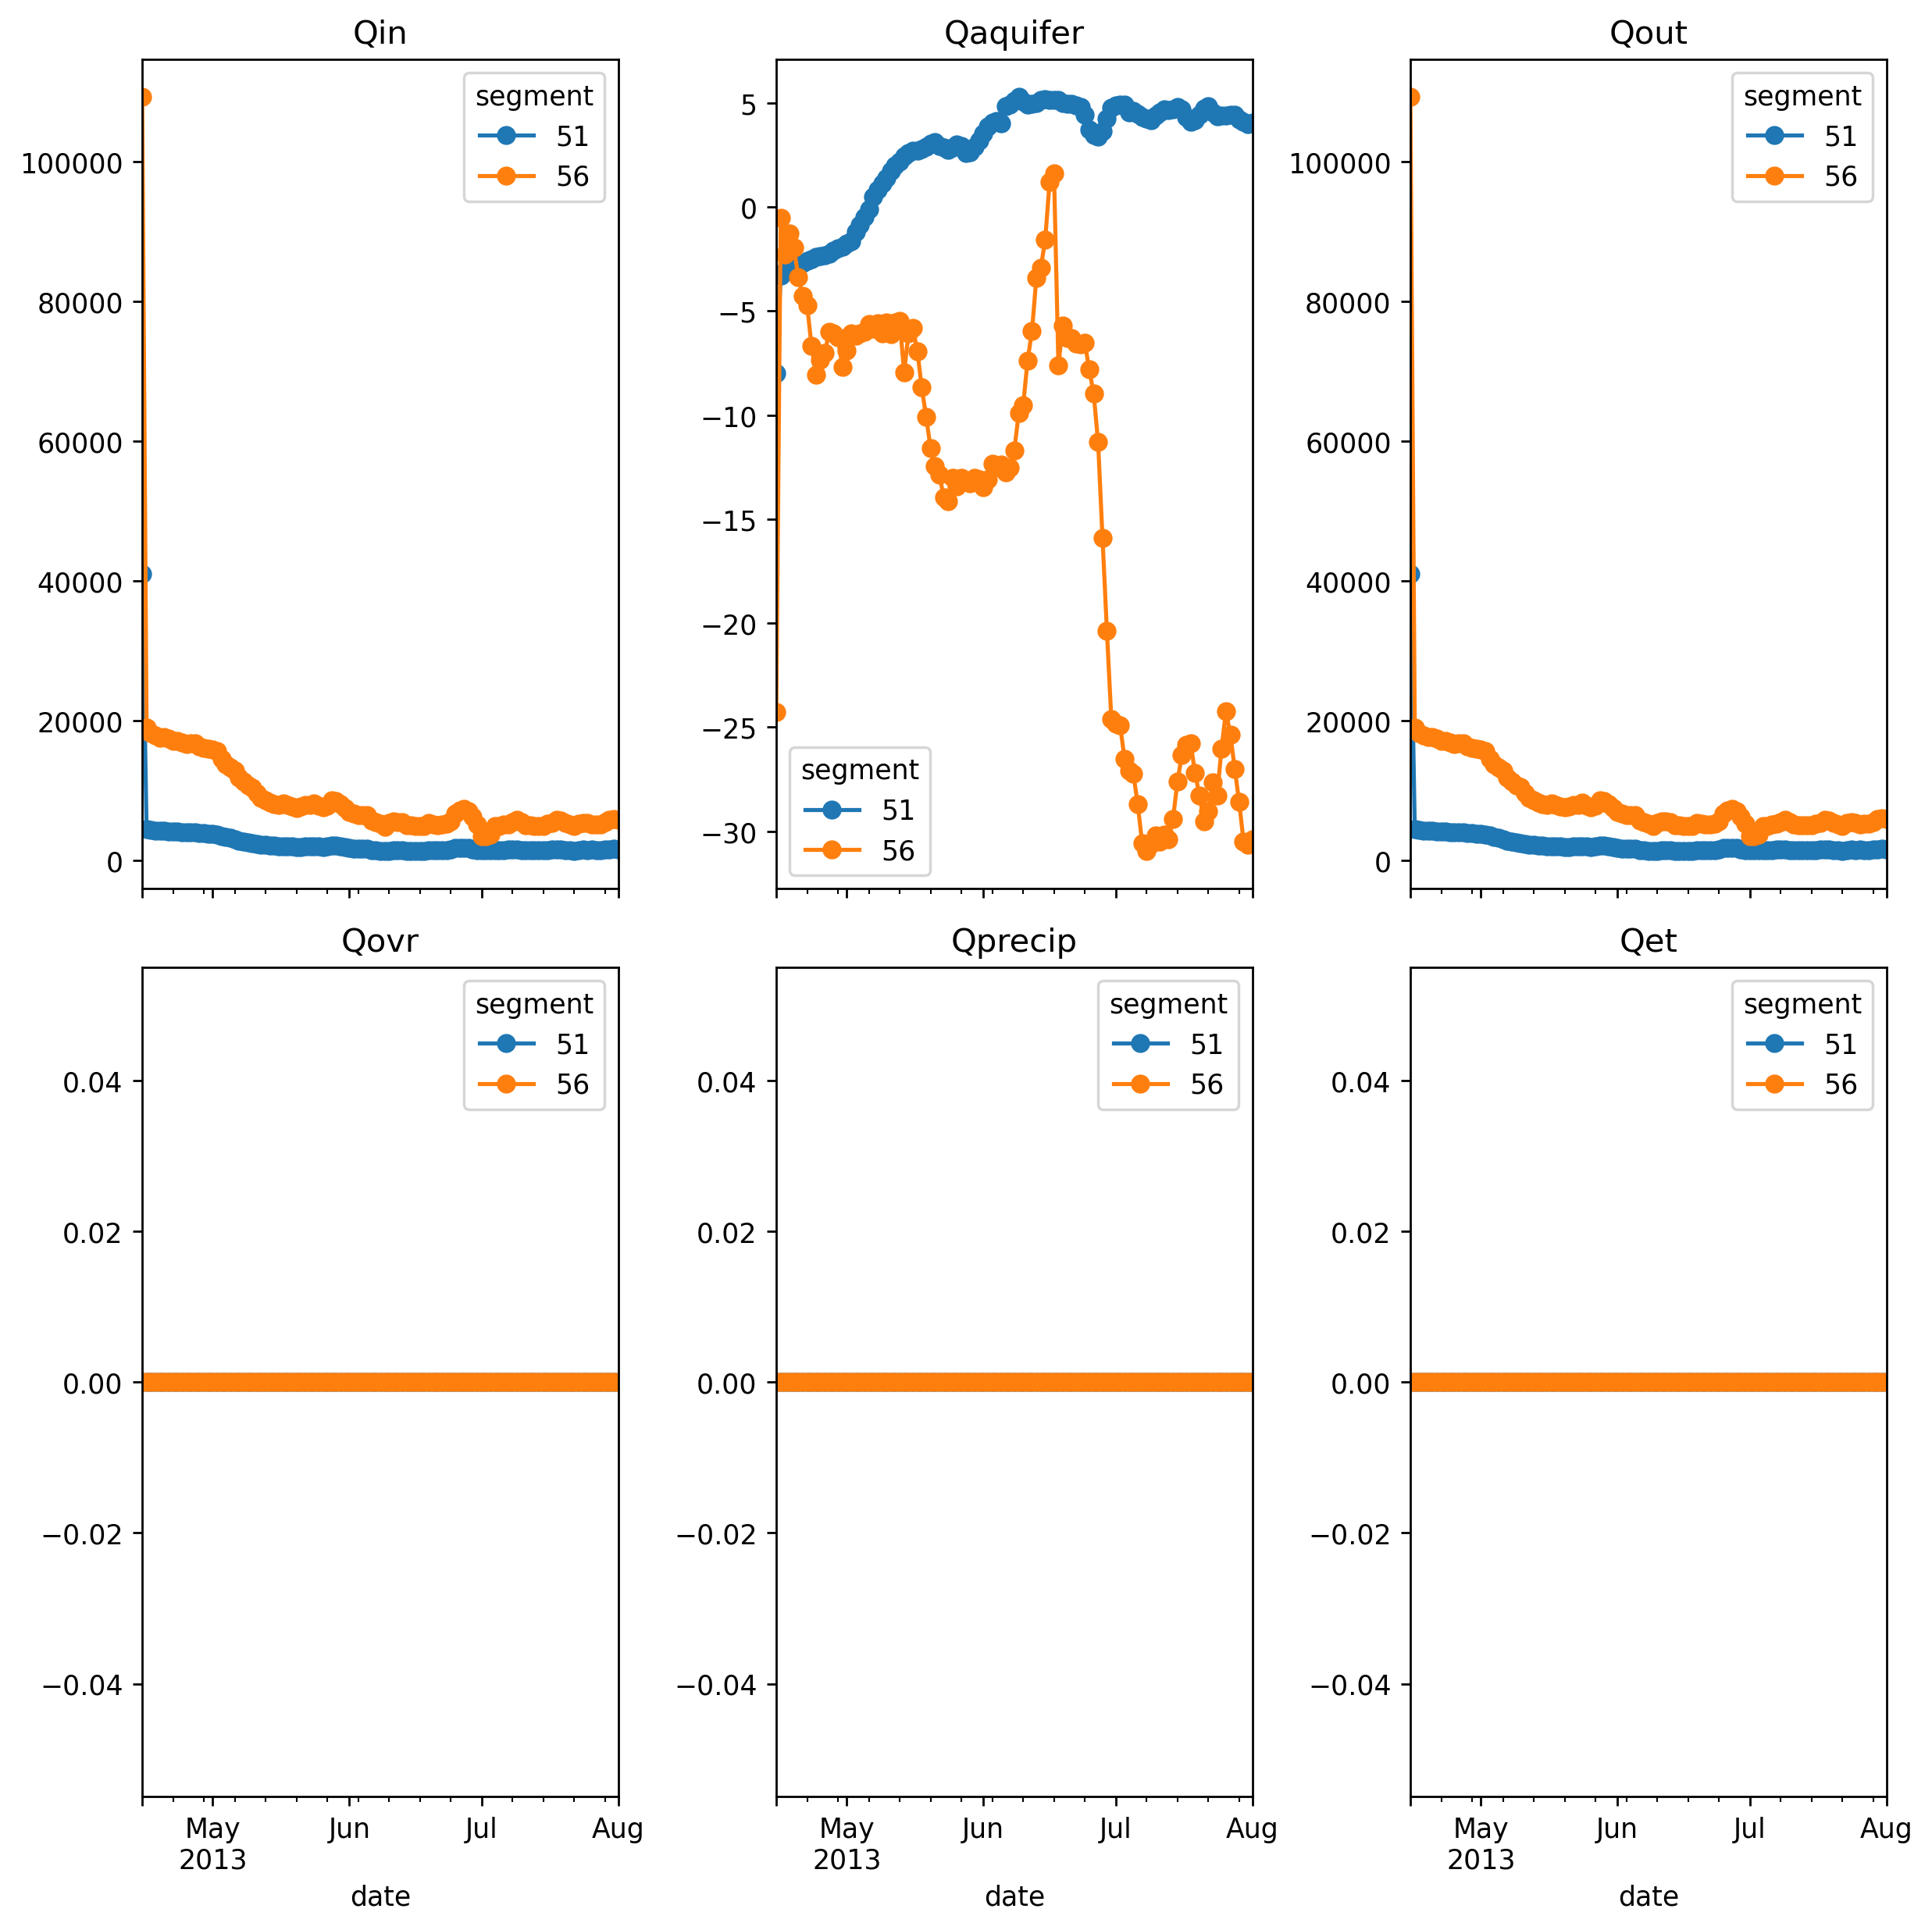 Qin
segment
51
56
100000
80000
60000
40000
20000
0
Qaquifer
5
0
−5
−10
−15
−20
−25
−30
segment
51
56
Qout
segment
51
56
100000
80000
60000
40000
20000
0
Qovr
segment
51
56
0.04
0.02
0.00
−0.02
−0.04
May
2013
Jun
Jul
Aug
date
Qprecip
segment
51
56
0.04
0.02
0.00
−0.02
−0.04
May
2013
Jun
Jul
Aug
date
Qet
segment
51
56
0.04
0.02
0.00
−0.02
−0.04
May
2013
Jun
Jul
Aug
date